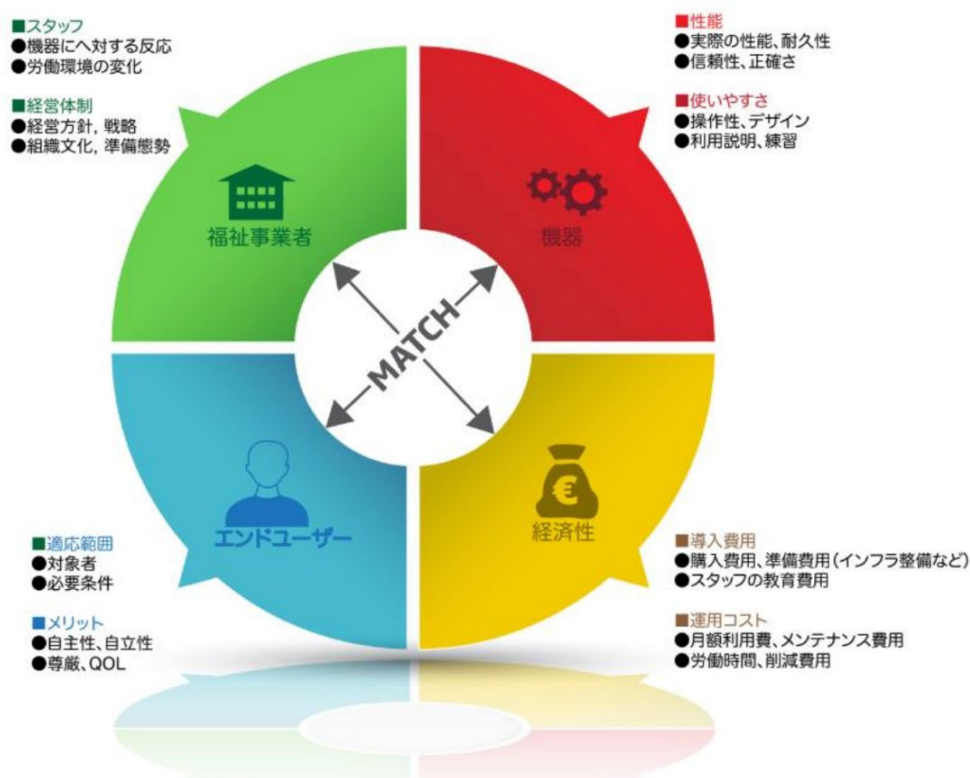 ■スタッフ
●機器にへ対する反応
●労働環境の変化
■経営体制
●経営方針, 戦略
●組織文化, 準備態勢
福祉事業者
■性能
●実際の性能、耐久性
●信頼性、正確さ
■使いやすさ
●操作性、デザイン
●利用説明、練習
機器
MATCH
エンドユーザー
■適応範囲
●対象者
●必要条件
■メリット
●自主性、自立性
●尊厳、QOL
€
経済性
■導入費用
●購入費用、準備費用(インフラ整備など)
●スタッフの教育費用
■運用コスト
●月額利用費、メンテナンス費用
●労働時間、削減費用